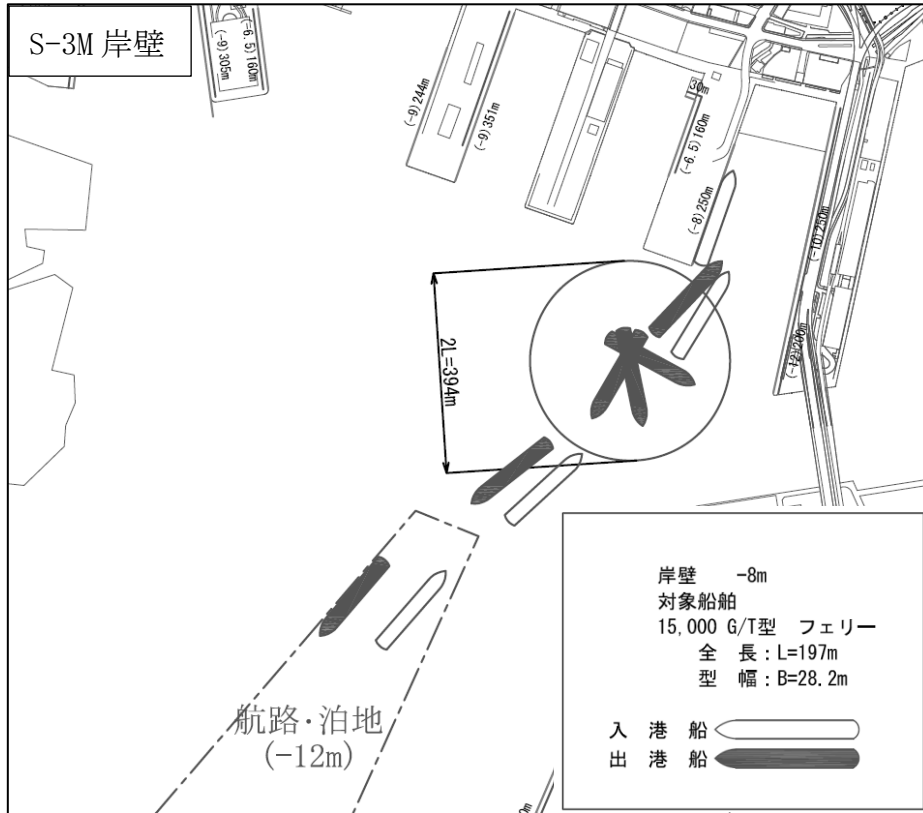 S-3M 岸壁
(-9)305m
(-6.5)160m
(-9)244m
(-9)351m
30m
(-6.5)160m
(-8)250m
(-10)250m
(-12)200m
2L=394m
航路・泊地
(-12m)
岸壁 -8m
対象船舶
15,000 G/T型 フェリー
全 長:L=197m
型 幅:B=28.2m
入 港 船
出 港 船